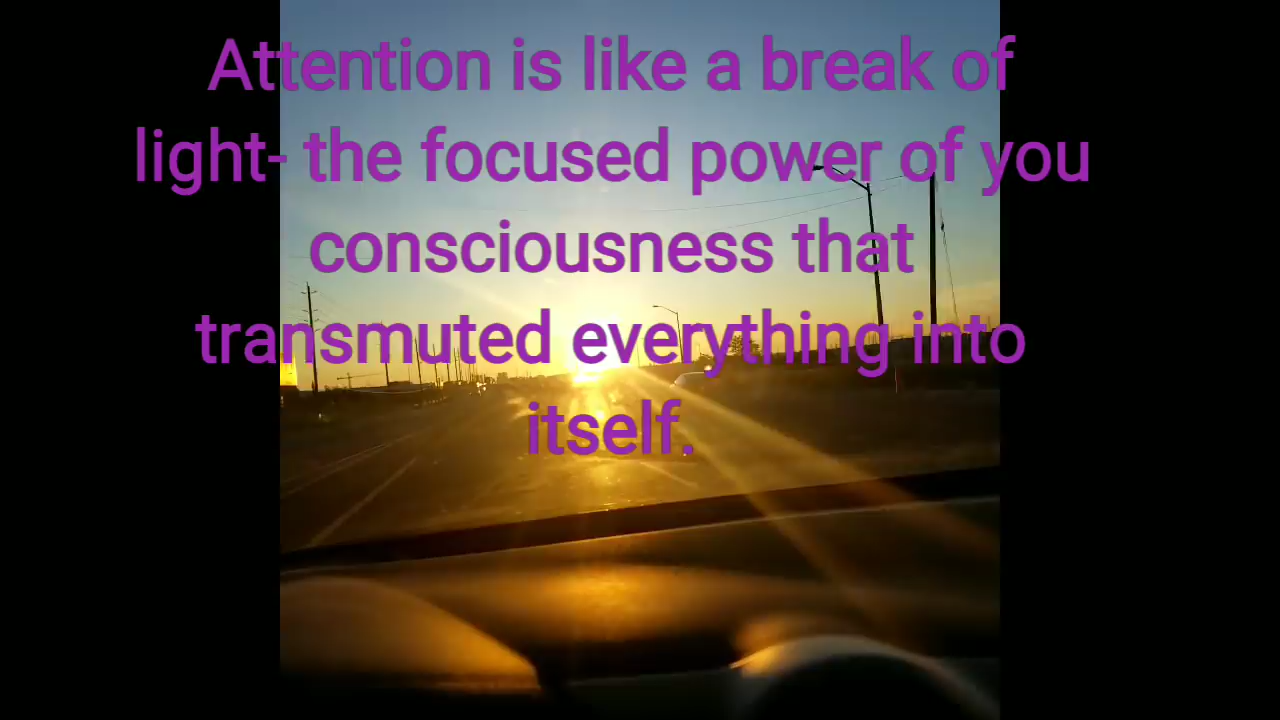 Attention is like a break of
light- the focused power of you
consciousness that
transmuted everything into
itself.